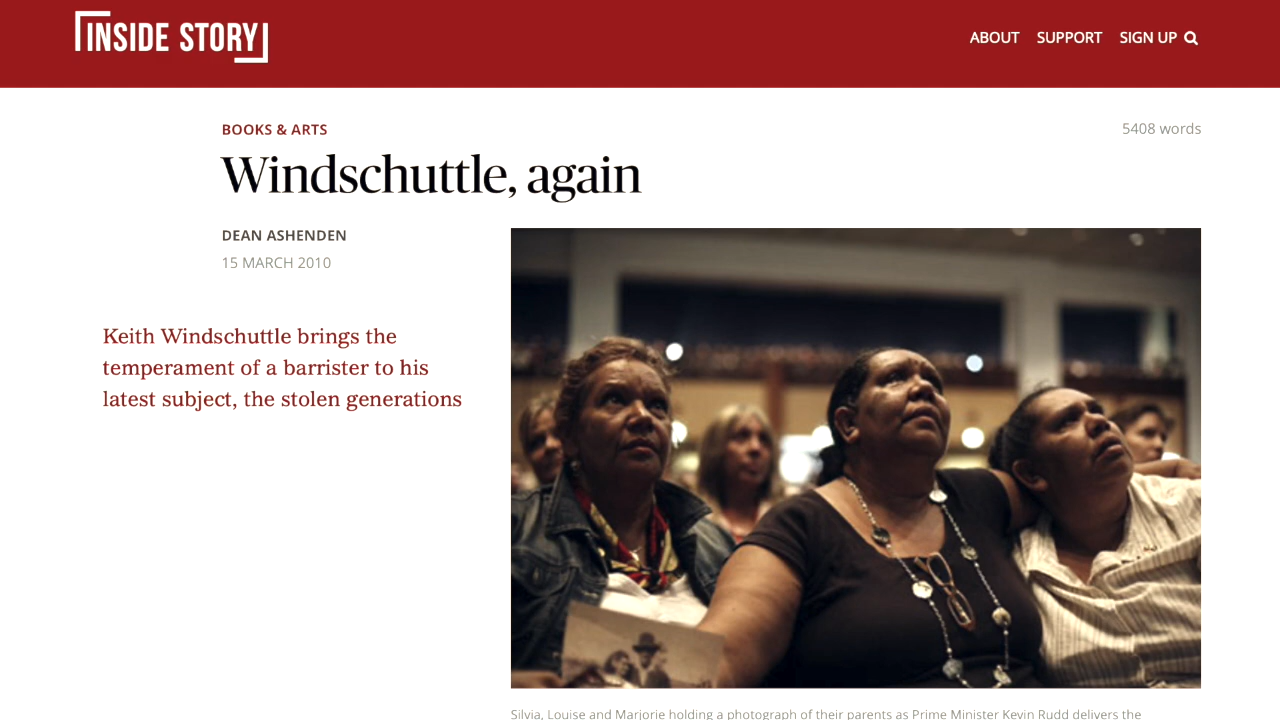 INSIDE STORY
ABOUT SUPPORT SIGN UP
BOOKS & ARTS
5408 words
Windschuttle, again
DEAN ASHENDEN
15 MARCH 2010
Keith Windschuttle brings the
temperament of a barrister to his
latest subject, the stolen generations
Silvia, Louise and Marjorie holding a photograph of their parents as Prime Minister Kevin Rudd delivers the